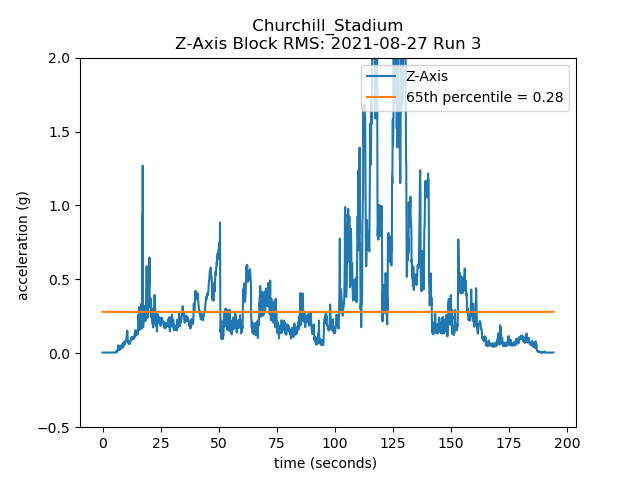 Churchill_Stadium
Z-Axis Block RMS: 2021-08-27 Run 3
Z-Axis
65th percentile = 0.28
acceleration (g)
2.0
1.5
1.0
0.5
0.0
−0.5
0 25 50 75 100 125 150 175 200
time (seconds)